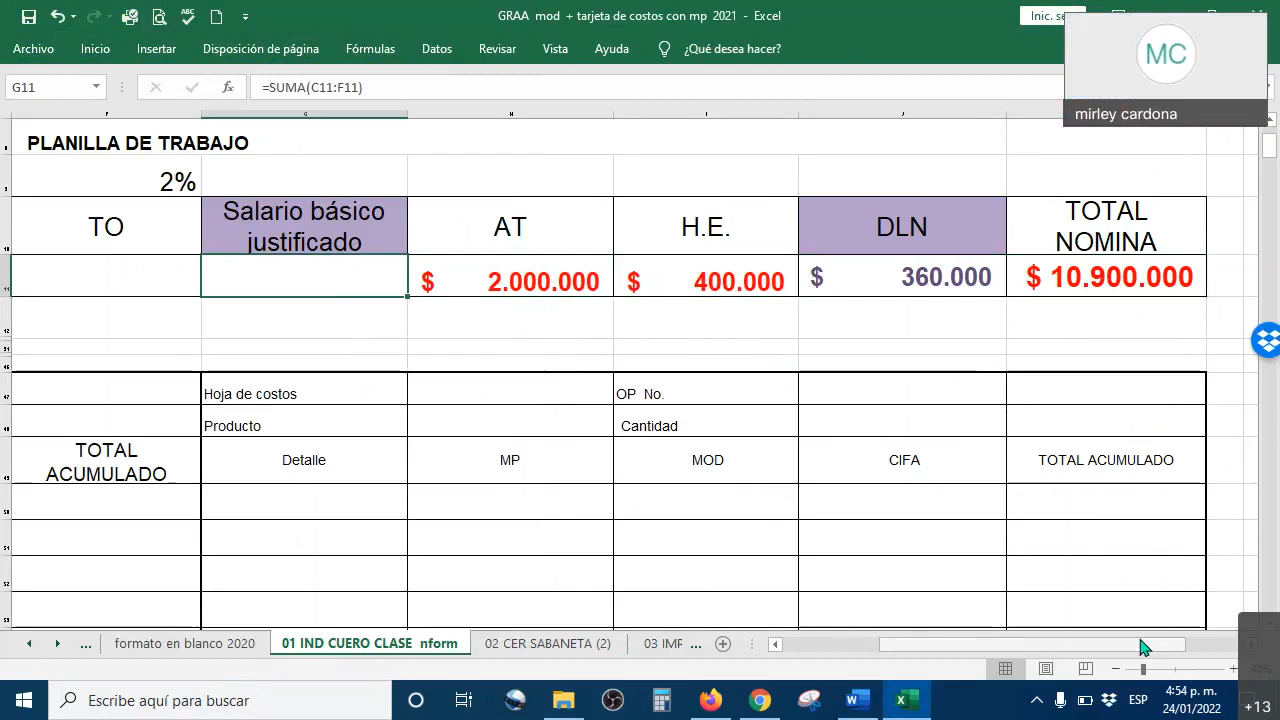 GRAA mod + tarjeta de costos con mp 2021 - Excel
Inic. se
Archivo Inicio Insertar Disposición de página Fórmulas Datos Revisar Vista Ayuda ¿Qué desea hacer?
MC
mirley cardona
G11 fx =SUMA(C11:F11)
PLANILLA DE TRABAJO
2%
TO Salario básico justificado AT H.E. DLN TOTAL NOMINA
$ 2.000.000 $ 400.000 $ 360.000 $ 10.900.000
Hoja de costos OP No.
Producto Cantidad
TOTAL ACUMULADO Detalle MP MOD CIFA TOTAL ACUMULADO
... formato en blanco 2020 01 IND CUERO CLASE nform 02 CER SABANETA (2) 03 IMP ...
40%
Escribe aquí para buscar
ESP
4:54 p. m.
24/01/2022
+13